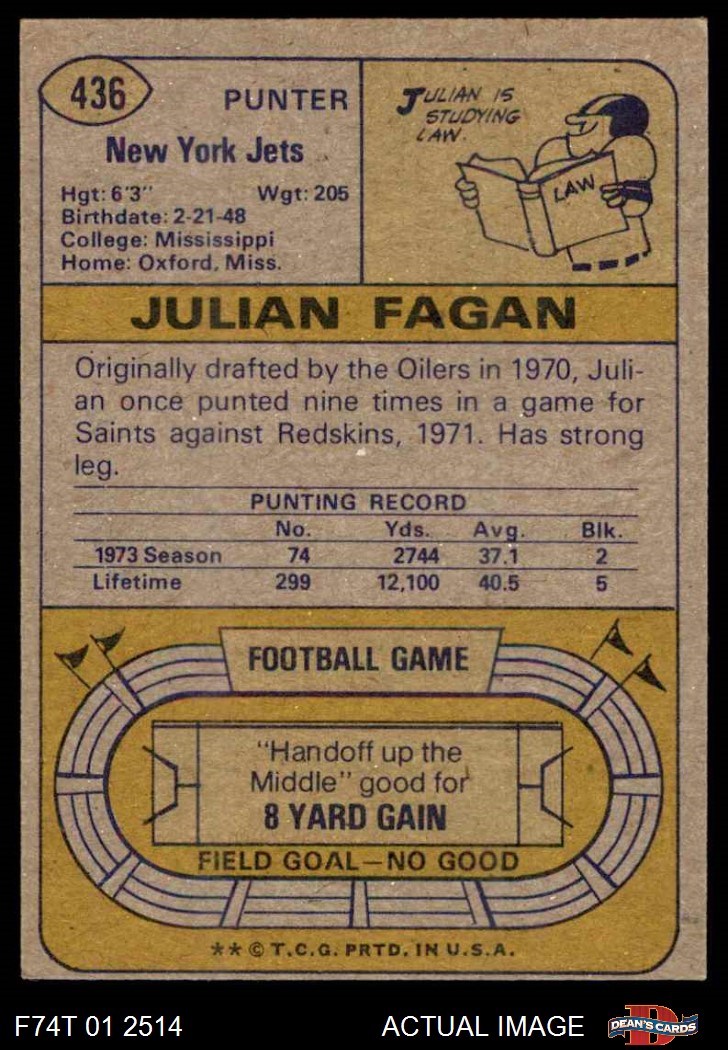 436
PUNTER
New York Jets
Hgt: 6'3" Wgt: 205
Birthdate: 2-21-48
College: Mississippi
Home: Oxford, Miss.
JULIAN IS
STUDYING
LAW.
LAW
JULIAN FAGAN
Originally drafted by the Oilers in 1970, Juli-
an once punted nine times in a game for
Saints against Redskins, 1971. Has strong
leg.
PUNTING RECORD
No. Yds. Avg. Blk.
1973 Season 74 2744 37.1 2
Lifetime 299 12,100 40.5 5
FOOTBALL GAME
"Handoff up the
Middle" good for
8 YARD GAIN
FIELD GOAL—NO GOOD
** © T.C.G. PRTD. IN U.S.A.
F74T 01 2514 ACTUAL IMAGE
D
DEAN'S CARDS